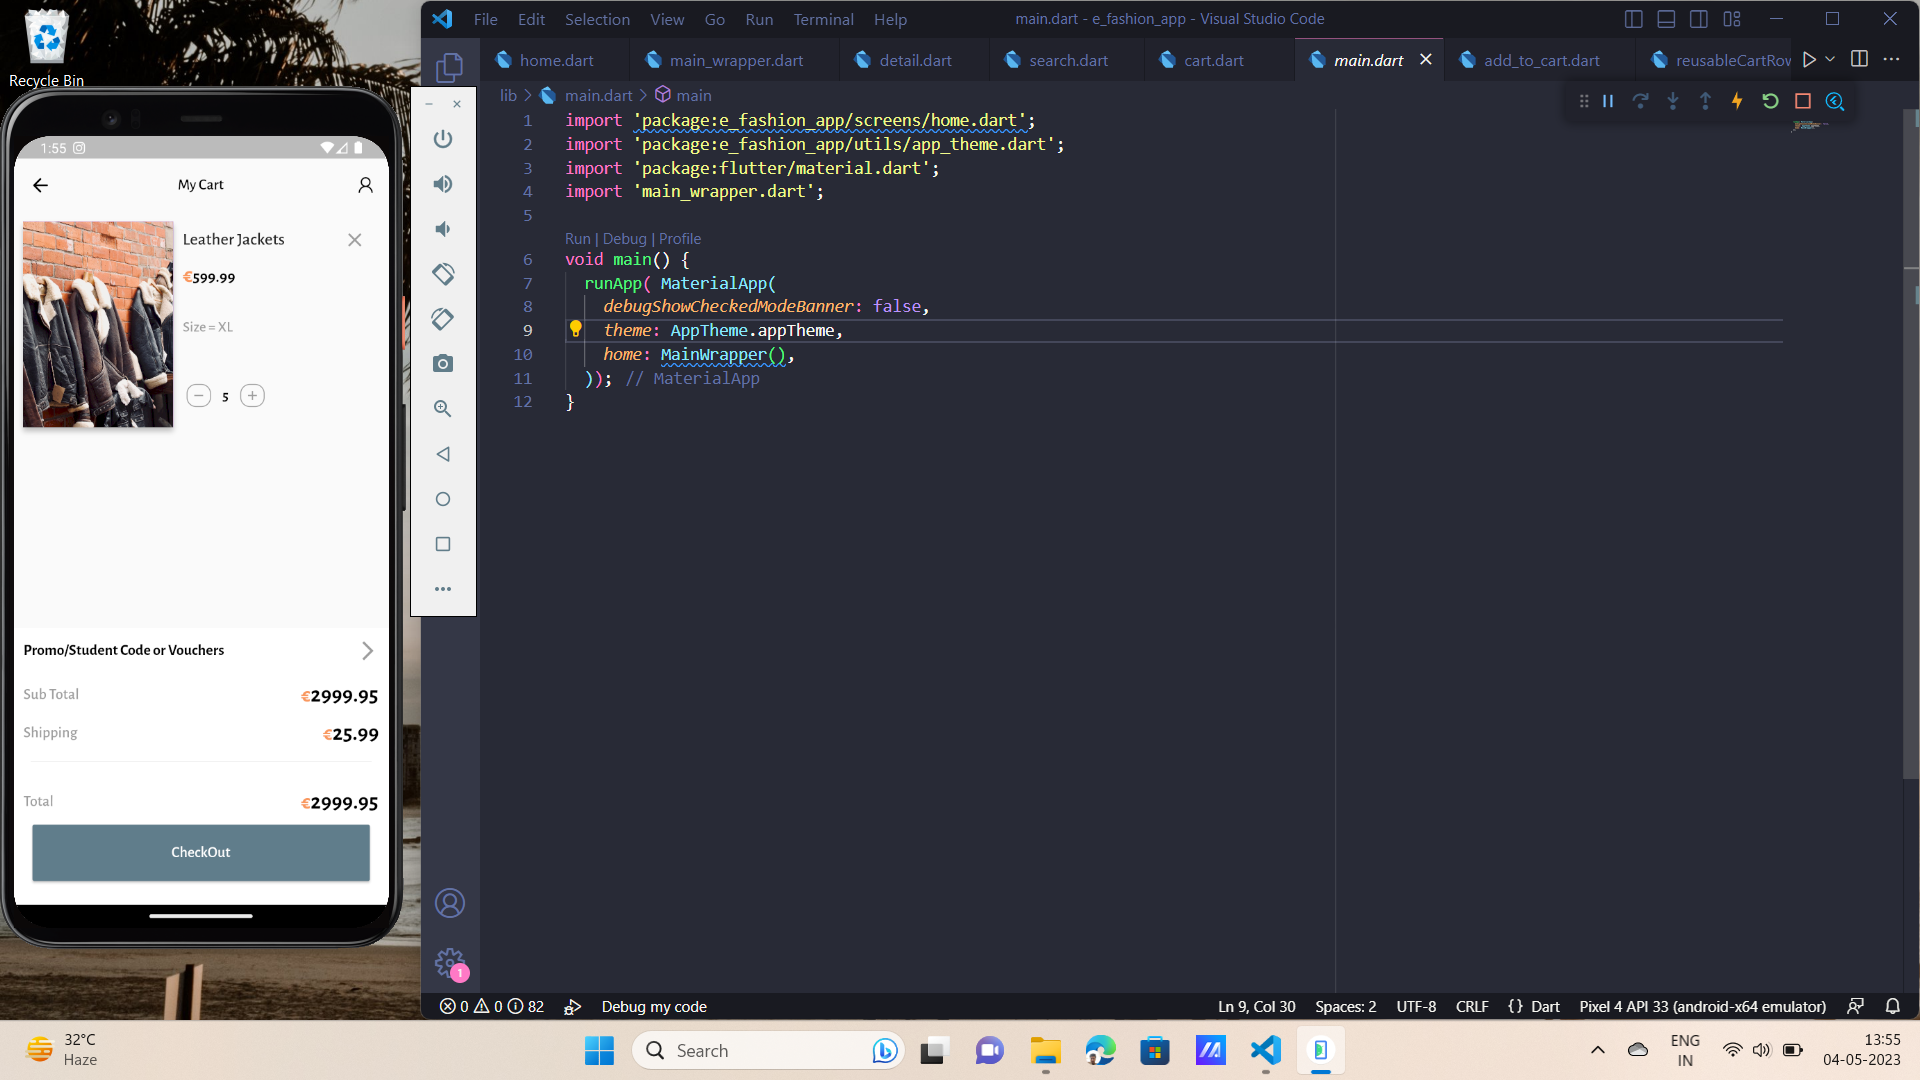 Recycle Bin
1:55
My Cart
Leather Jackets
€599.99
Size = XL
5
Promo/Student Code or Vouchers
Sub Total €2999.95
Shipping €25.99
Total €2999.95
CheckOut
File Edit Selection View Go Run Terminal Help
main.dart - e_fashion_app - Visual Studio Code
home.dart main_wrapper.dart detail.dart search.dart cart.dart main.dart add_to_cart.dart reusableCartRow
lib > main.dart > main
1 import 'package:e_fashion_app/screens/home.dart';
2 import 'package:e_fashion_app/utils/app_theme.dart';
3 import 'package:flutter/material.dart';
4 import 'main_wrapper.dart';
5
Run | Debug | Profile
6 void main() {
7 runApp( MaterialApp(
8 debugShowCheckedModeBanner: false,
9 theme: AppTheme.appTheme,
10 home: MainWrapper(),
11 )); // MaterialApp
12 }
1
0 0 82 Debug my code
Ln 9, Col 30 Spaces: 2 UTF-8 CRLF {} Dart Pixel 4 API 33 (android-x64 emulator)
32°C
Haze
Search
ENG
IN
13:55
04-05-2023